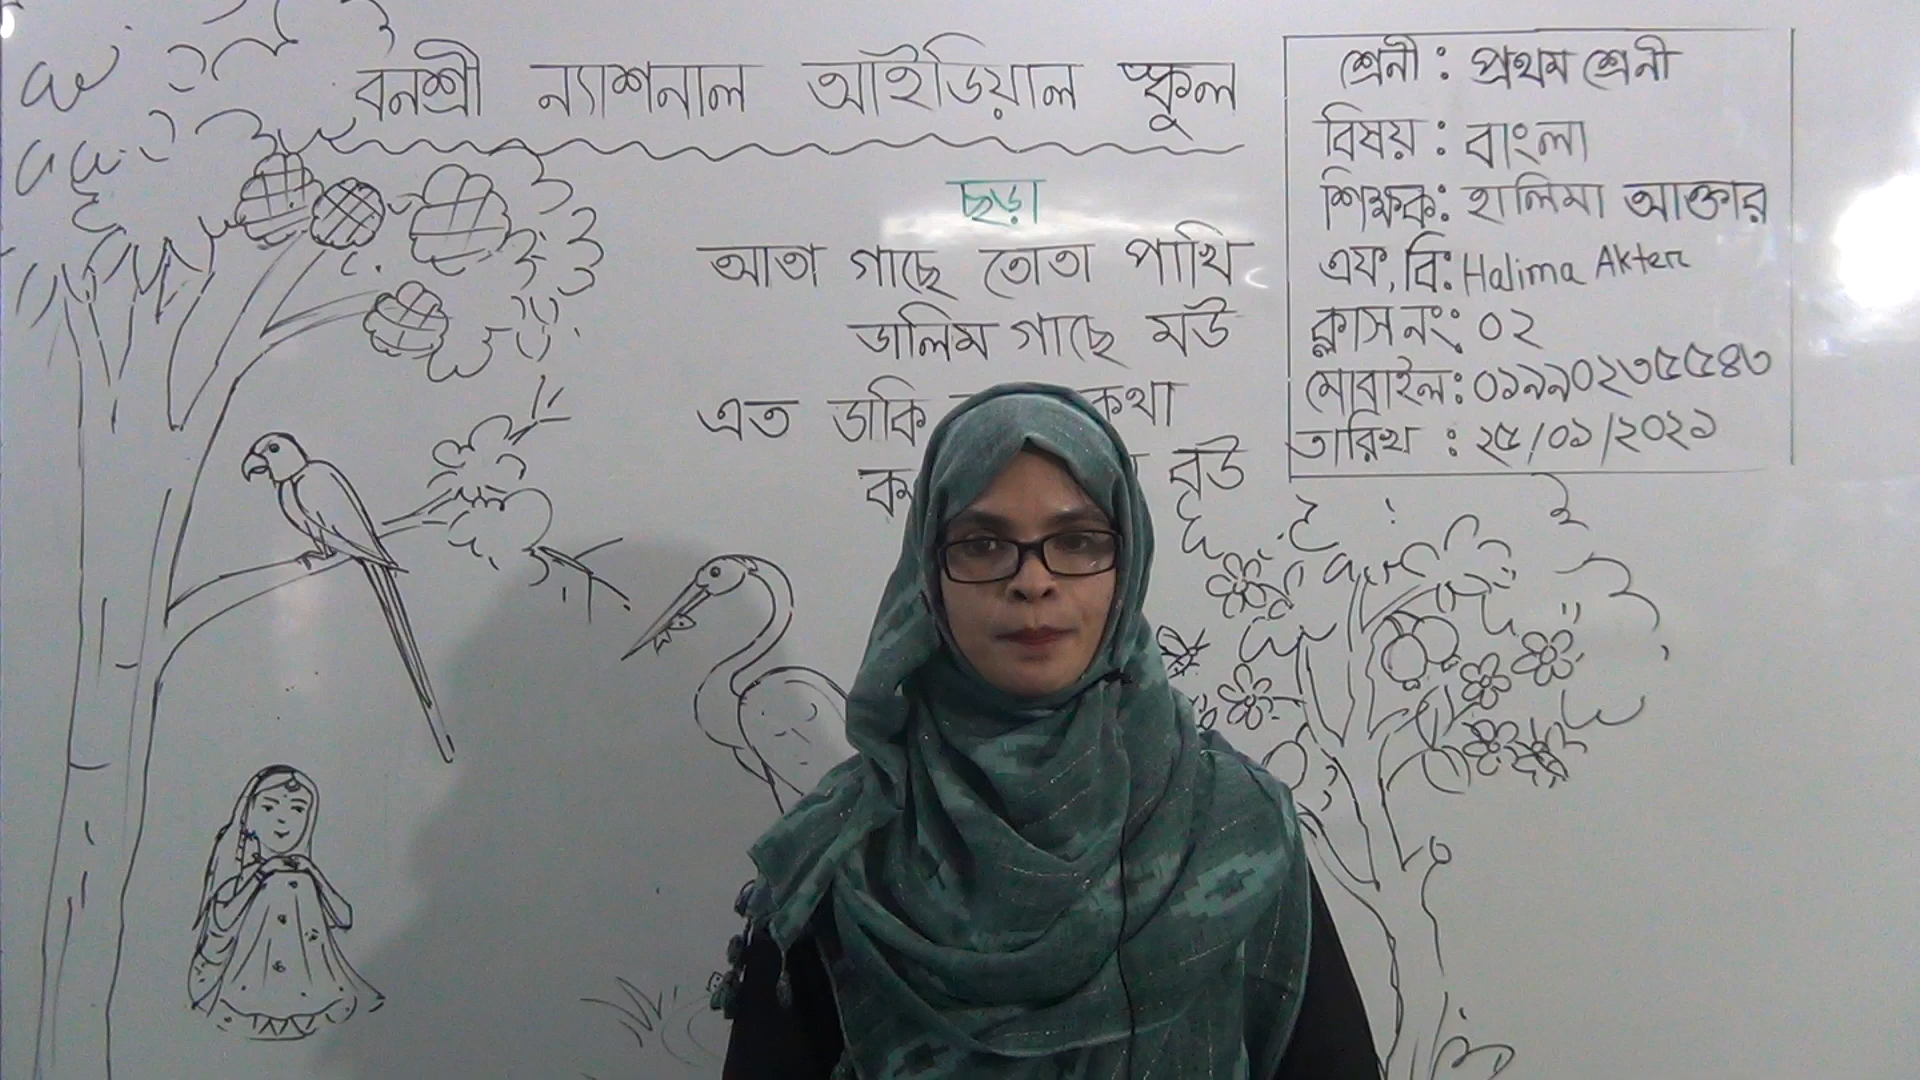 বনশ্রী ন্যাশনাল আইডিয়াল স্কুল
ছড়া
আতা গাছে তোতা পাখি
ডালিম গাছে মউ
এত ডাকি কথা
বউ
শ্রেনী : প্রথম শ্রেনী
বিষয় : বাংলা
শিক্ষক: হালিমা আক্তার
এফ, বি: Halima Akter
ক্লাস নং: ০২
মোবাইল: ০১৯৯০২৩৫৫৪৩
তারিখ : ২৫/০১/২০২১